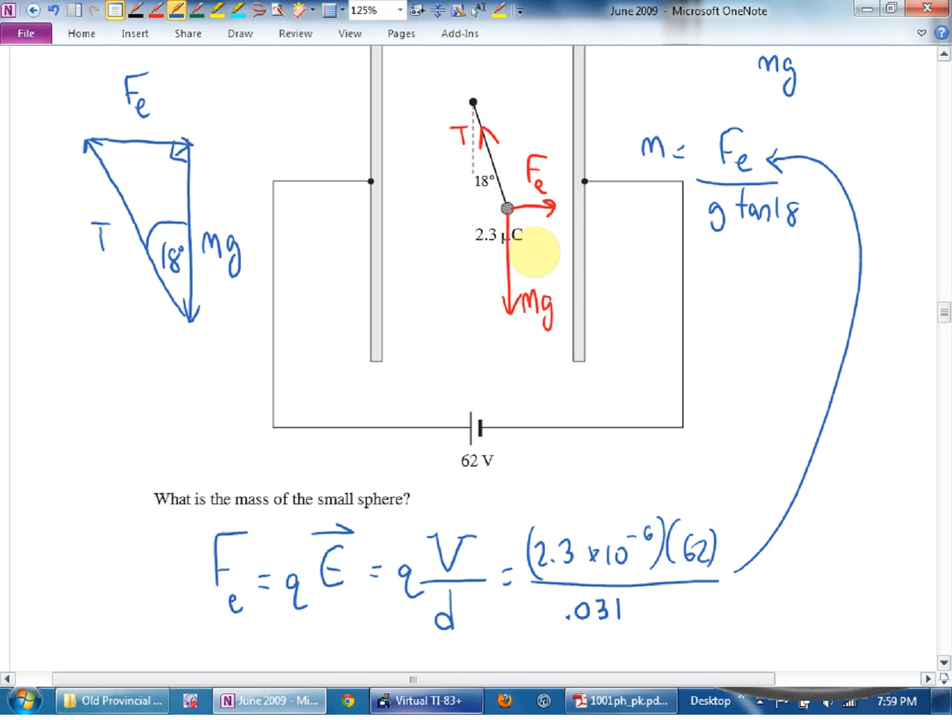 125%
June 2009 - Microsoft OneNote
File Home Insert Share Draw Review View Pages Add-Ins
mg
Fe
T
18°
mg
T
18°
Fe
2.3 μC
mg
m = Fe
g tan18
62 V
What is the mass of the small sphere?
Fe = q E = q V = (2.3 × 10⁻⁶)(62)
d .031
Old Provincial ...
June 2009 - Mi...
Virtual TI-83+
1001ph_pk.pd...
Desktop
7:59 PM